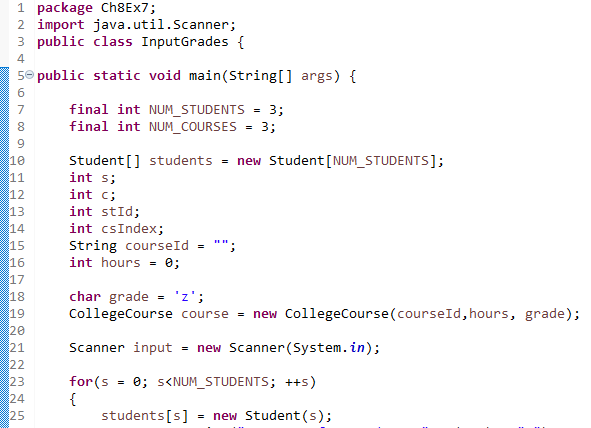 1 package Ch8Ex7;
2 import java.util.Scanner;
3 public class InputGrades {
4
5 public static void main(String[] args) {
6
7 final int NUM_STUDENTS = 3;
8 final int NUM_COURSES = 3;
9
10 Student[] students = new Student[NUM_STUDENTS];
11 int s;
12 int c;
13 int stId;
14 int csIndex;
15 String courseId = "";
16 int hours = 0;
17
18 char grade = 'z';
19 CollegeCourse course = new CollegeCourse(courseId,hours, grade);
20
21 Scanner input = new Scanner(System.in);
22
23 for(s = 0; s<NUM_STUDENTS; ++s)
24 {
25 students[s] = new Student(s);